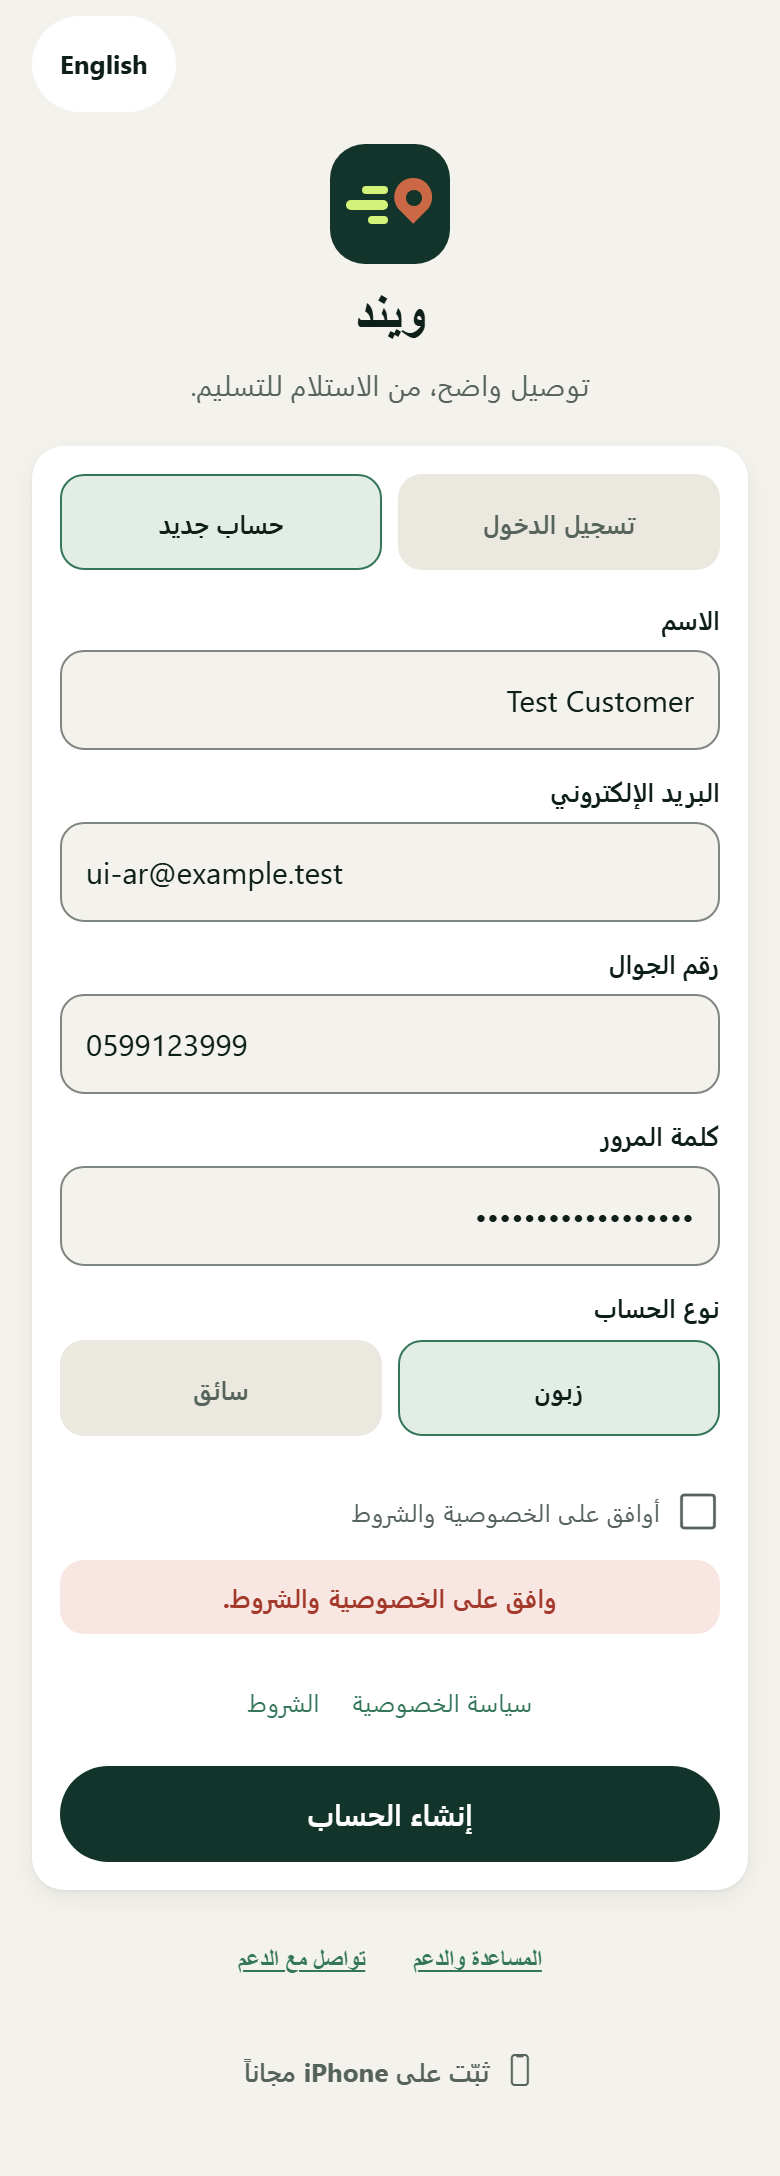 English
ويند
توصيل واضح، من الاستلام للتسليم.
تسجيل الدخول
حساب جديد
الاسم
Test Customer
البريد الإلكتروني
ui-ar@example.test
رقم الجوال
0599123999
كلمة المرور
••••••••••••••••••
نوع الحساب
زبون
سائق
أوافق على الخصوصية والشروط
وافق على الخصوصية والشروط.
سياسة الخصوصية الشروط
إنشاء الحساب
المساعدة والدعم تواصل مع الدعم
ثبّت على iPhone مجاناً